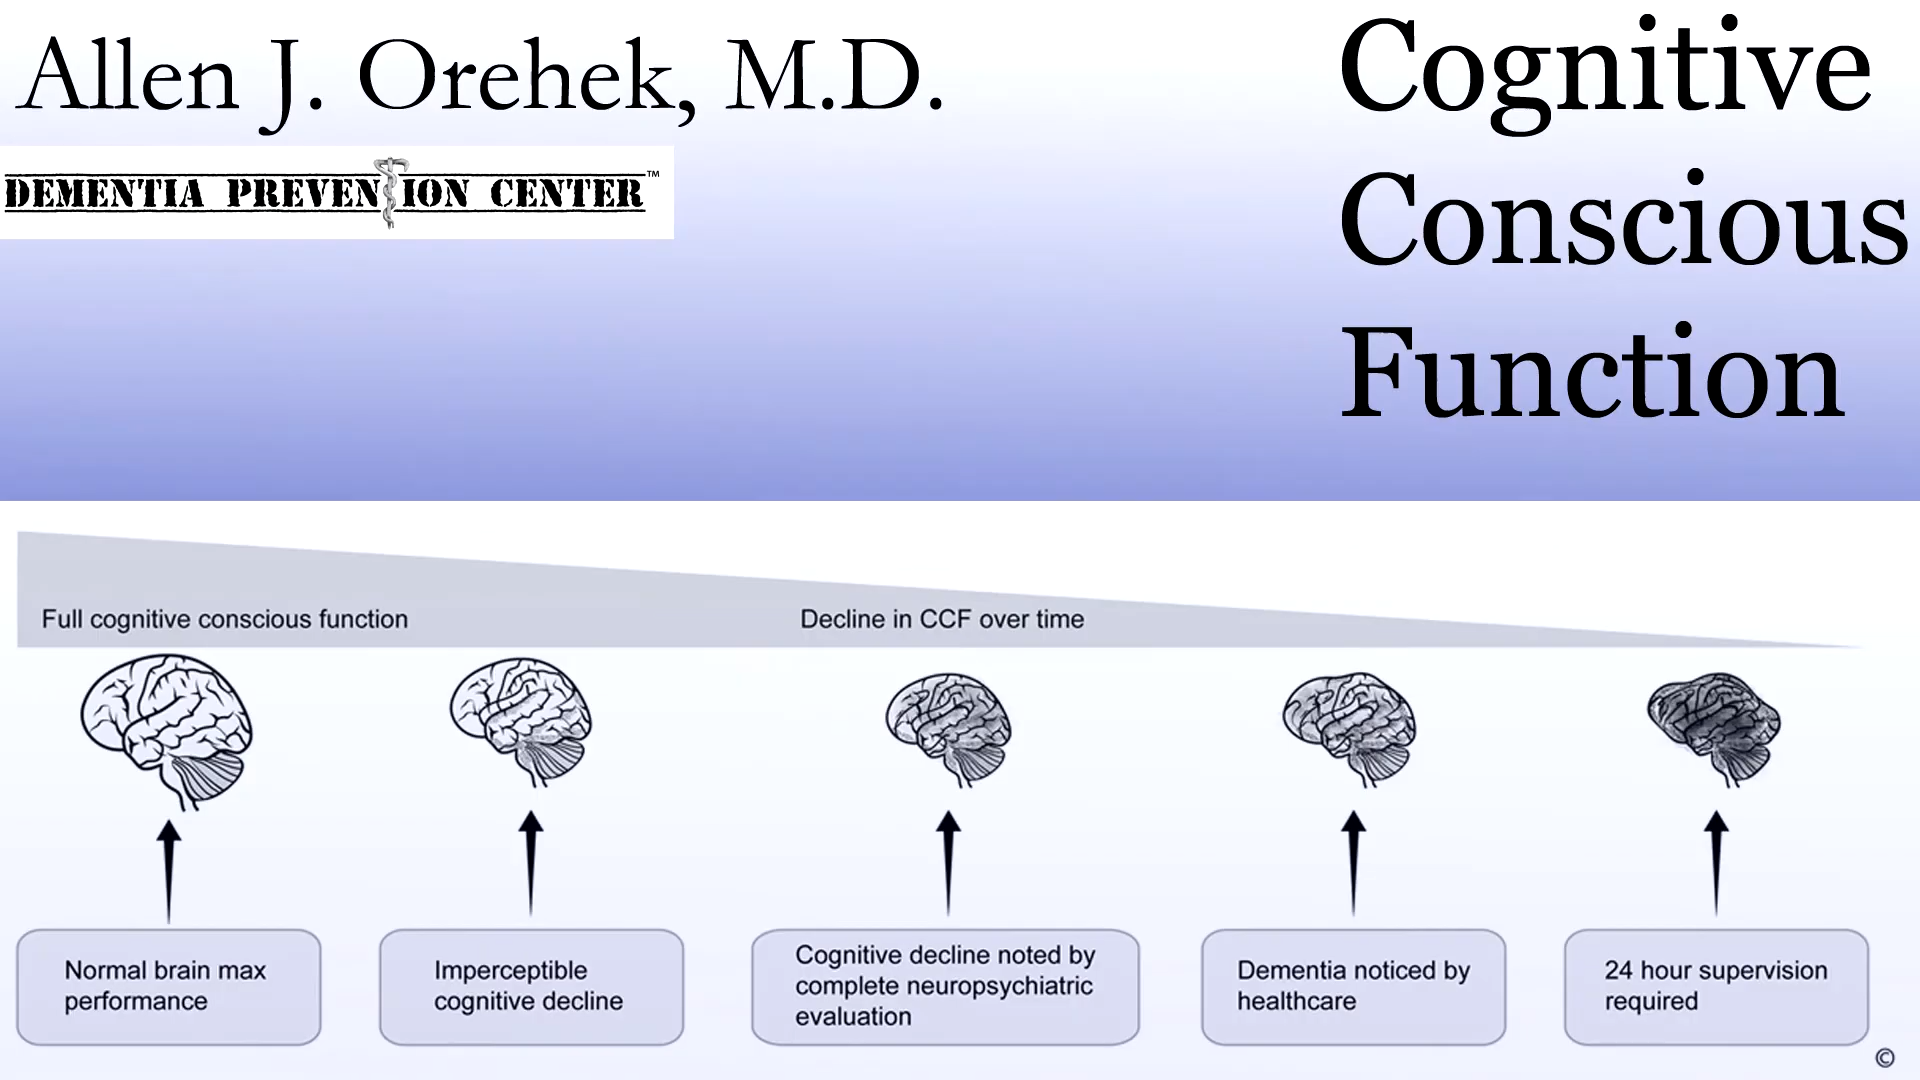 Allen J. Orehek, M.D.
DEMENTIA PREVENTION CENTER™
Cognitive
Conscious
Function
Full cognitive conscious function
Decline in CCF over time
Normal brain max
performance
Imperceptible
cognitive decline
Cognitive decline noted by
complete neuropsychiatric
evaluation
Dementia noticed by
healthcare
24 hour supervision
required
©